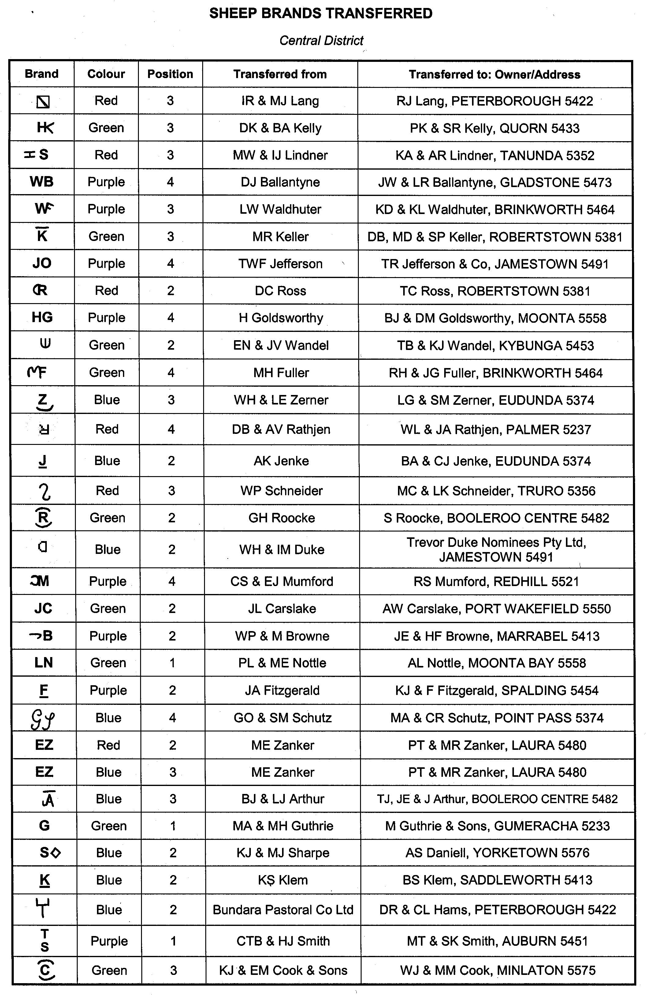 SHEEP BRANDS TRANSFERRED
Central District
Brand Colour Position Transferred from Transferred to: Owner/Address
Red 3 IR & MJ Lang RJ Lang, PETERBOROUGH 5422
HK Green 3 DK & BA Kelly PK & SR Kelly, QUORN 5433
S Red 3 MW & IJ Lindner KA & AR Lindner, TANUNDA 5352
WB Purple 4 DJ Ballantyne JW & LR Ballantyne, GLADSTONE 5473
WF Purple 3 LW Waldhuter KD & KL Waldhuter, BRINKWORTH 5464
K Green 3 MR Keller DB, MD & SP Keller, ROBERTSTOWN 5381
JO Purple 4 TWF Jefferson TR Jefferson & Co, JAMESTOWN 5491
CR Red 2 DC Ross TC Ross, ROBERTSTOWN 5381
HG Purple 4 H Goldsworthy BJ & DM Goldsworthy, MOONTA 5558
Green 2 EN & JV Wandel TB & KJ Wandel, KYBUNGA 5453
MF Green 4 MH Fuller RH & JG Fuller, BRINKWORTH 5464
Z Blue 3 WH & LE Zerner LG & SM Zerner, EUDUNDA 5374
R Red 4 DB & AV Rathjen WL & JA Rathjen, PALMER 5237
J Blue 2 AK Jenke BA & CJ Jenke, EUDUNDA 5374
Red 3 WP Schneider MC & LK Schneider, TRURO 5356
R Green 2 GH Roocke S Roocke, BOOLEROO CENTRE 5482
D Blue 2 WH & IM Duke Trevor Duke Nominees Pty Ltd,
JAMESTOWN 5491
M Purple 4 CS & EJ Mumford RS Mumford, REDHILL 5521
JC Green 2 JL Carslake AW Carslake, PORT WAKEFIELD 5550
B Purple 2 WP & M Browne JE & HF Browne, MARRABEL 5413
LN Green 1 PL & ME Nottle AL Nottle, MOONTA BAY 5558
F Purple 2 JA Fitzgerald KJ & F Fitzgerald, SPALDING 5454
GS Blue 4 GO & SM Schutz MA & CR Schutz, POINT PASS 5374
EZ Red 2 ME Zanker PT & MR Zanker, LAURA 5480
EZ Blue 3 ME Zanker PT & MR Zanker, LAURA 5480
A Blue 3 BJ & LJ Arthur TJ, JE & J Arthur, BOOLEROO CENTRE 5482
G Green 1 MA & MH Guthrie M Guthrie & Sons, GUMERACHA 5233
S◇ Blue 2 KJ & MJ Sharpe AS Daniell, YORKETOWN 5576
K Blue 2 KS Klem BS Klem, SADDLEWORTH 5413
Blue 2 Bundara Pastoral Co Ltd DR & CL Hams, PETERBOROUGH 5422
T
S Purple 1 CTB & HJ Smith MT & SK Smith, AUBURN 5451
C Green 3 KJ & EM Cook & Sons WJ & MM Cook, MINLATON 5575